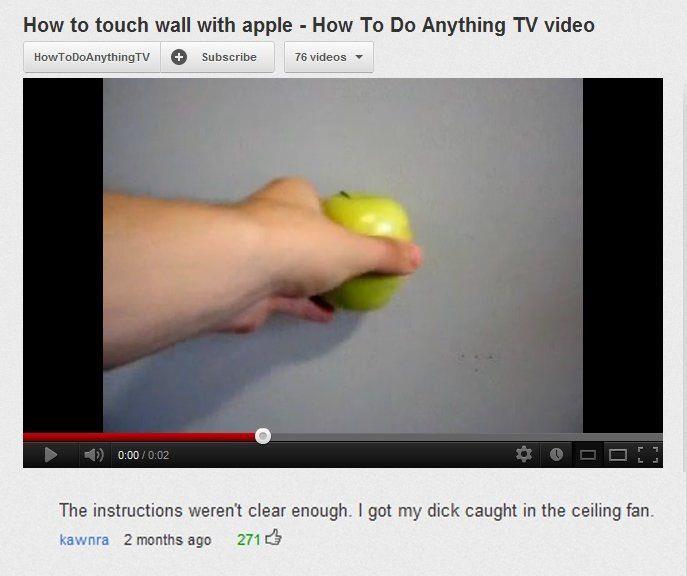 How to touch wall with apple - How To Do Anything TV video
HowToDoAnythingTV + Subscribe 76 videos
0:00 / 0:02
The instructions weren't clear enough. I got my dick caught in the ceiling fan.
kawnra 2 months ago 271